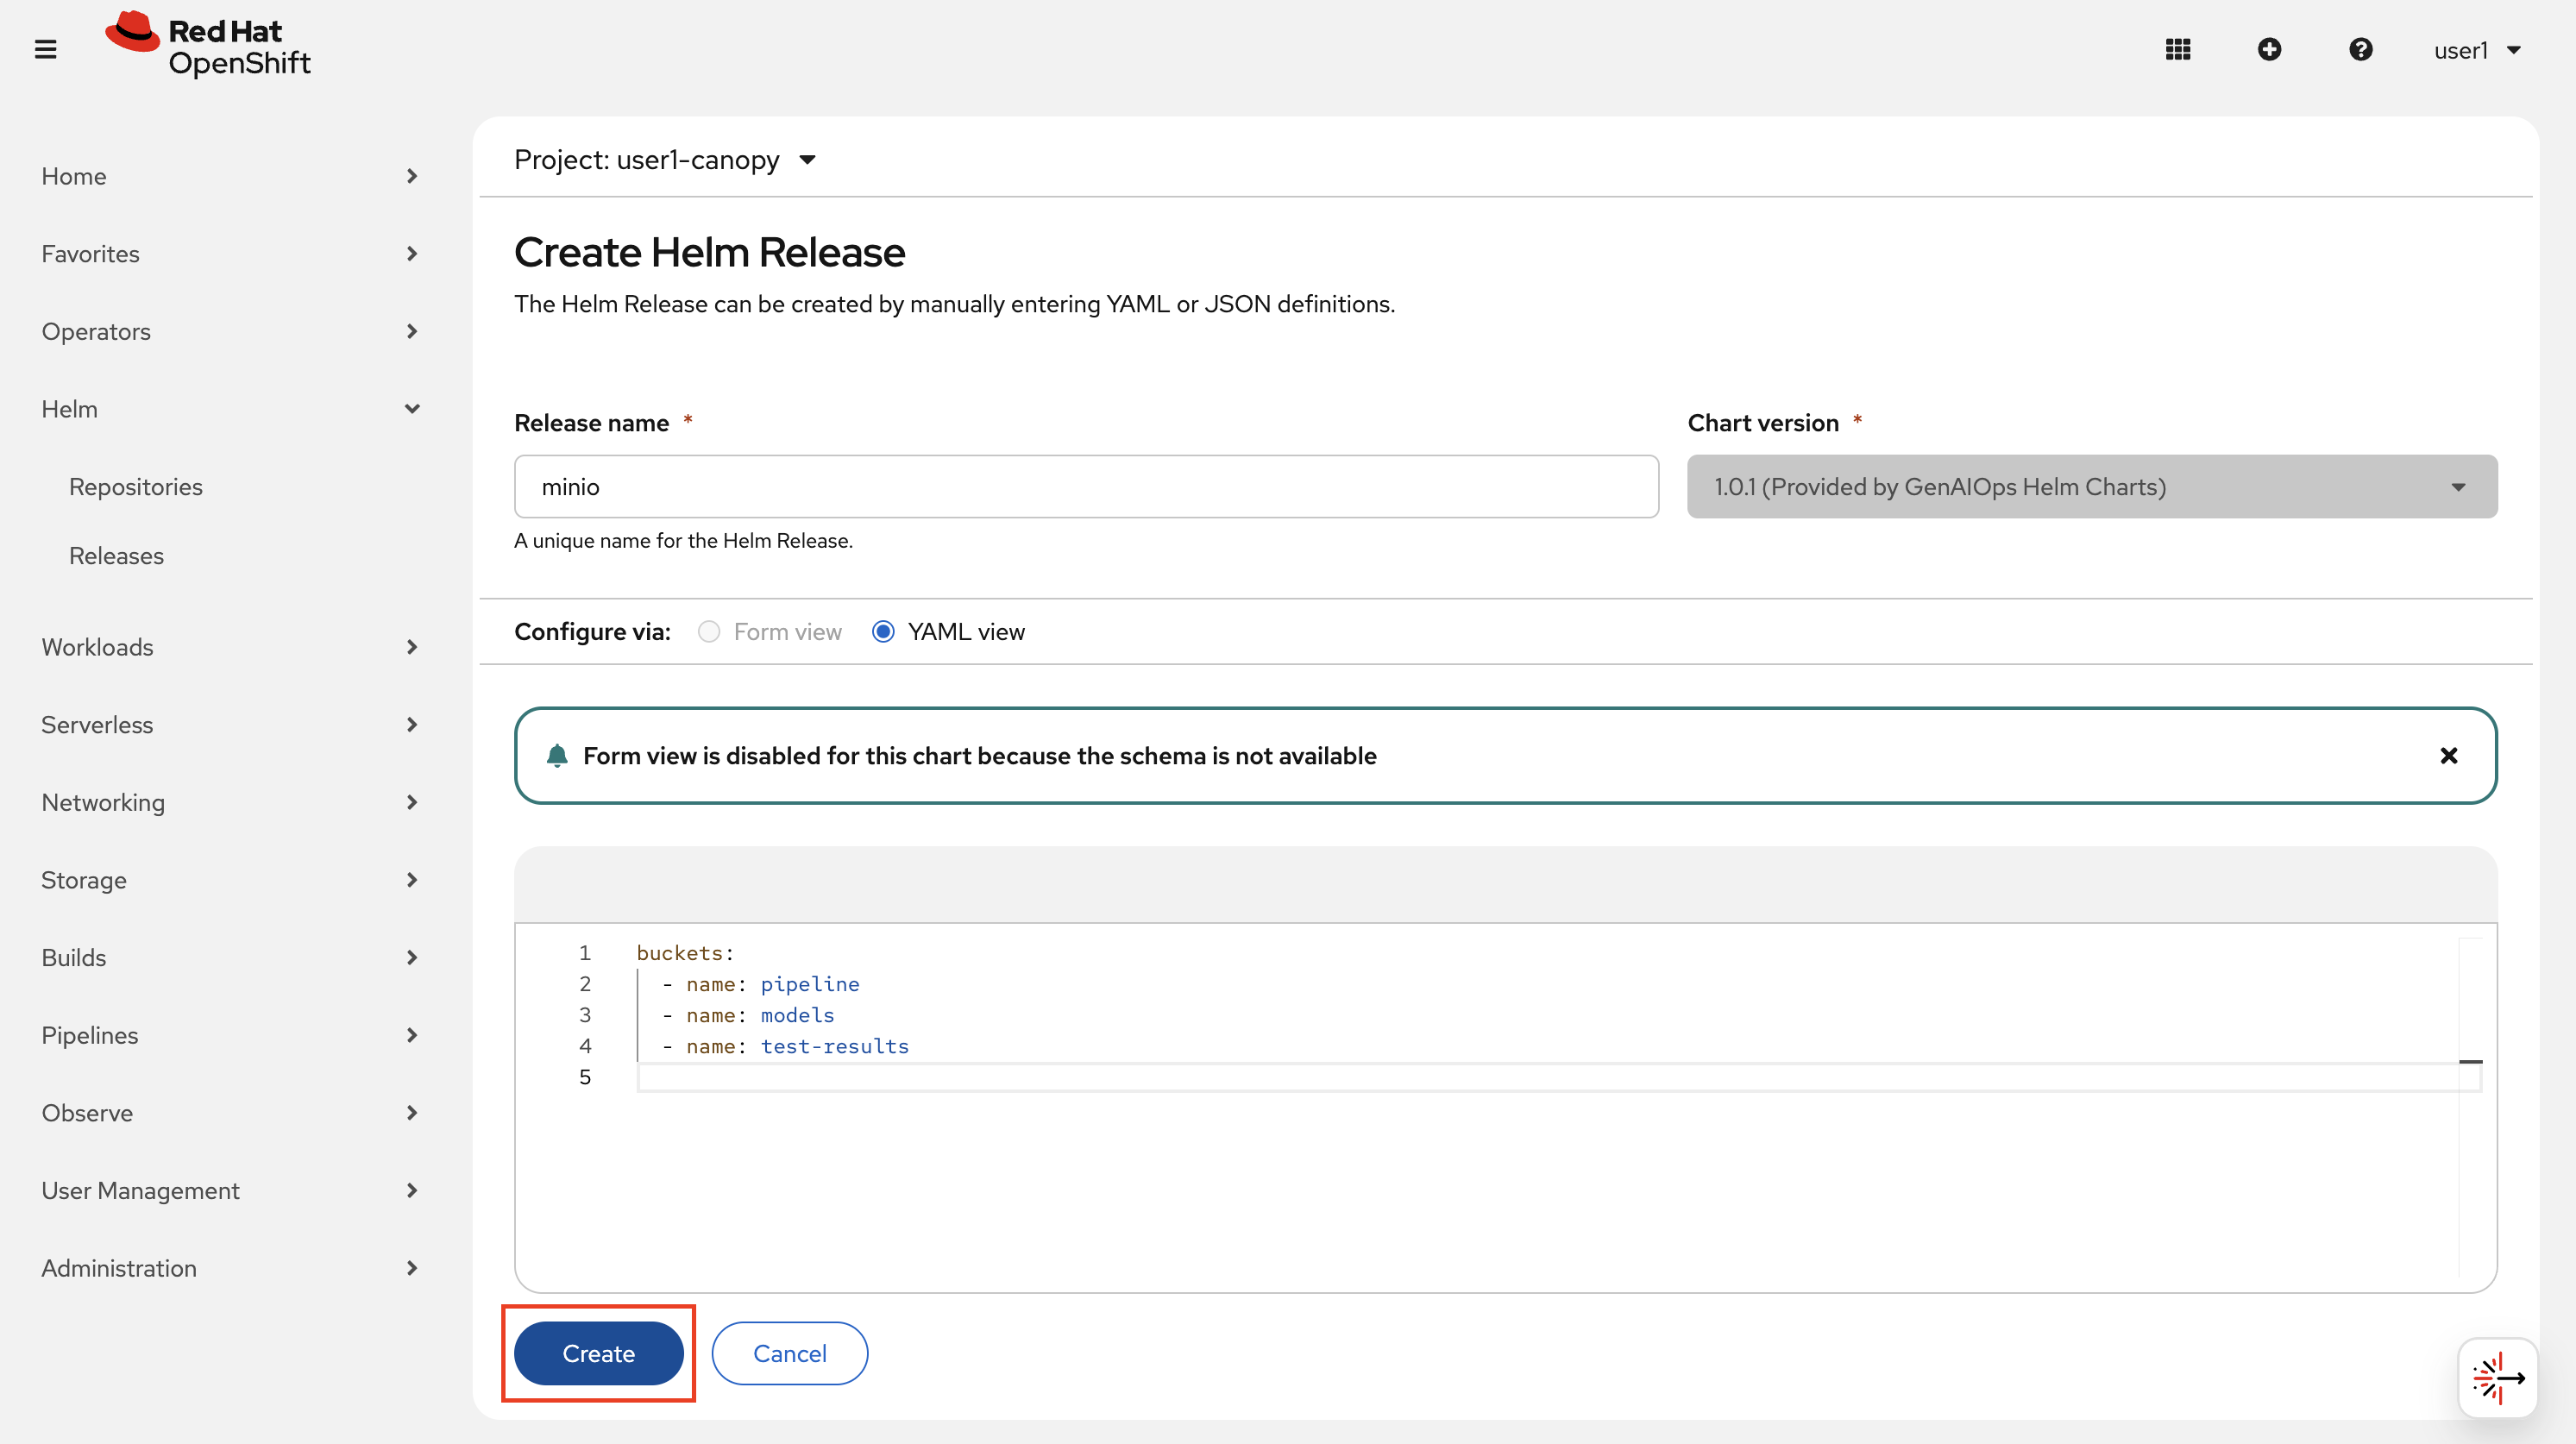 Red Hat
OpenShift
user1
Home
Favorites
Operators
Helm
Repositories
Releases
Workloads
Serverless
Networking
Storage
Builds
Pipelines
Observe
User Management
Administration
Project: user1-canopy
Create Helm Release
The Helm Release can be created by manually entering YAML or JSON definitions.
Release name *
Chart version *
minio
1.0.1 (Provided by GenAIOps Helm Charts)
A unique name for the Helm Release.
Configure via: Form view YAML view
Form view is disabled for this chart because the schema is not available
1 buckets:
2 - name: pipeline
3 - name: models
4 - name: test-results
5
Create Cancel